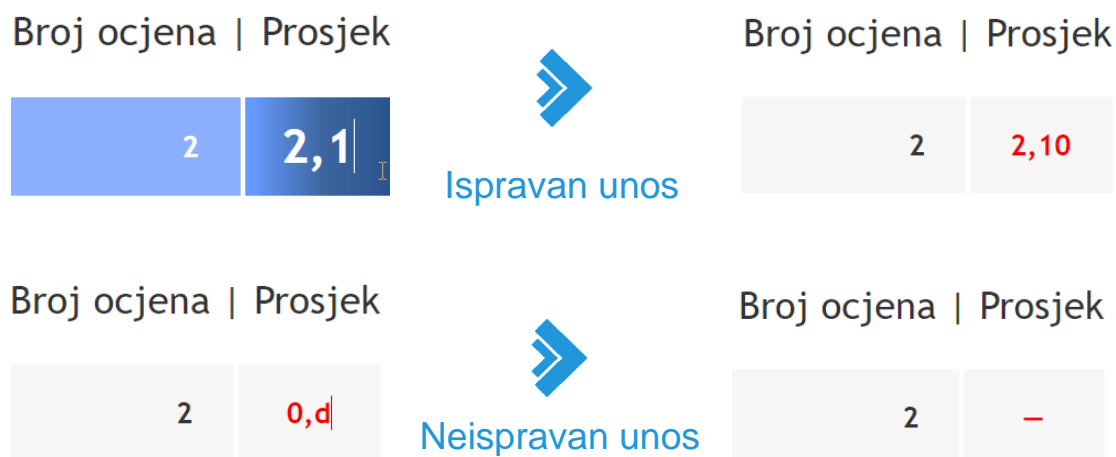 Broj ocjena | Prosjek
Broj ocjena | Prosjek
2 2,1
2 2,10
Ispravan unos
Broj ocjena | Prosjek
Broj ocjena | Prosjek
2 0,d
2 —
Neispravan unos